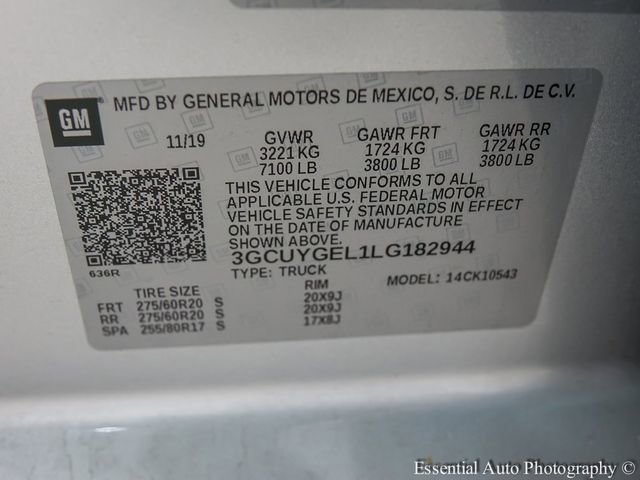 GM MFD BY GENERAL MOTORS DE MEXICO, S. DE R.L. DE C.V.
11/19 GVWR GAWR FRT GAWR RR
3221 KG 1724 KG 1724 KG
7100 LB 3800 LB 3800 LB
THIS VEHICLE CONFORMS TO ALL
APPLICABLE U.S. FEDERAL MOTOR
VEHICLE SAFETY STANDARDS IN EFFECT
ON THE DATE OF MANUFACTURE
SHOWN ABOVE.
3GCUYGEL1LG182944
636R TYPE: TRUCK MODEL: 14CK10543
TIRE SIZE RIM
FRT 275/60R20 S 20X9J
RR 275/60R20 S 20X9J
SPA 255/80R17 S 17X8J
Essential Auto Photography ©